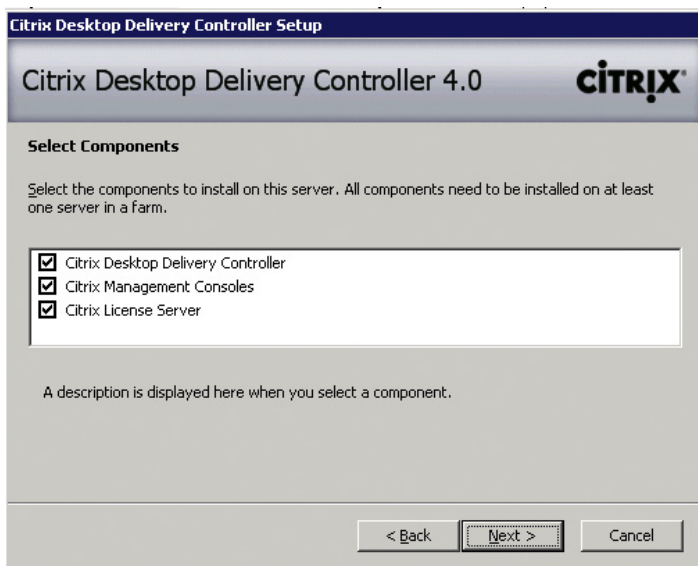 Citrix Desktop Delivery Controller Setup
Citrix Desktop Delivery Controller 4.0
CİTRIX
Select Components
Select the components to install on this server. All components need to be installed on at least
one server in a farm.
Citrix Desktop Delivery Controller
Citrix Management Consoles
Citrix License Server
A description is displayed here when you select a component.
< Back
Next >
Cancel